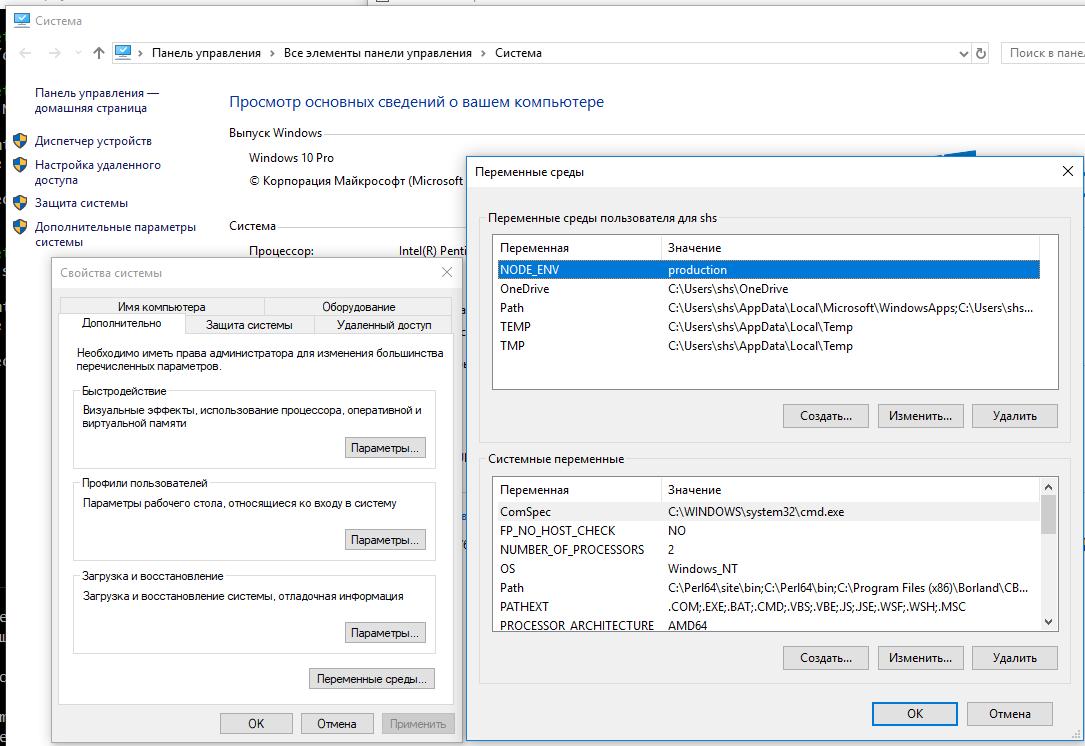 Система
Панель управления > Все элементы панели управления > Система
Поиск в
Панель управления —
домашняя страница
Диспетчер устройств
Настройка удаленного
доступа
Защита системы
Дополнительные параметры
системы
Просмотр основных сведений о вашем компьютере
Выпуск Windows
Windows 10 Pro
© Корпорация Майкрософт (Microsoft
Система
Процессор:
Intel(R)
Свойства системы
Имя компьютера
Оборудование
Дополнительно
Защита системы
Удаленный доступ
Необходимо иметь права администратора для изменения большинства
перечисленных параметров.
Быстродействие
Визуальные эффекты, использование процессора, оперативной и
виртуальной памяти
Параметры...
Профили пользователей
Параметры рабочего стола, относящиеся ко входу в систему
Параметры...
Загрузка и восстановление
Загрузка и восстановление системы, отладочная информация
Параметры...
Переменные среды...
ОК
Отмена
Применить
Переменные среды
Переменные среды пользователя для shs
Переменная Значение
NODE_ENV production
OneDrive C:\Users\shs\OneDrive
Path C:\Users\shs\AppData\Local\Microsoft\WindowsApps;C:\Users\shs...
TEMP C:\Users\shs\AppData\Local\Temp
TMP C:\Users\shs\AppData\Local\Temp
Создать...
Изменить...
Удалить
Системные переменные
Переменная Значение
ComSpec C:\WINDOWS\system32\cmd.exe
FP_NO_HOST_CHECK NO
NUMBER_OF_PROCESSORS 2
OS Windows_NT
Path C:\Perl64\site\bin;C:\Perl64\bin;C:\Program Files (x86)\Borland\CB...
PATHEXT .COM;.EXE;.BAT;.CMD;.VBS;.VBE;.JS;.JSE;.WSF;.WSH;.MSC
PROCESSOR_ARCHITECTURE AMD64
Создать...
Изменить...
Удалить
ОК
Отмена